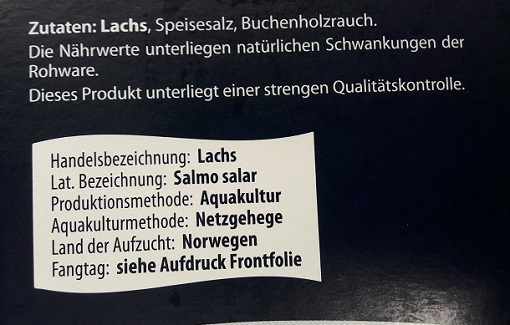 Zutaten: Lachs, Speisesalz, Buchenholzrauch.
Die Nährwerte unterliegen natürlichen Schwankungen der
Rohware.
Dieses Produkt unterliegt einer strengen Qualitätskontrolle.
Handelsbezeichnung: Lachs
Lat. Bezeichnung: Salmo salar
Produktionsmethode: Aquakultur
Aquakulturmethode: Netzgehege
Land der Aufzucht: Norwegen
Fangtag: siehe Aufdruck Frontfolie